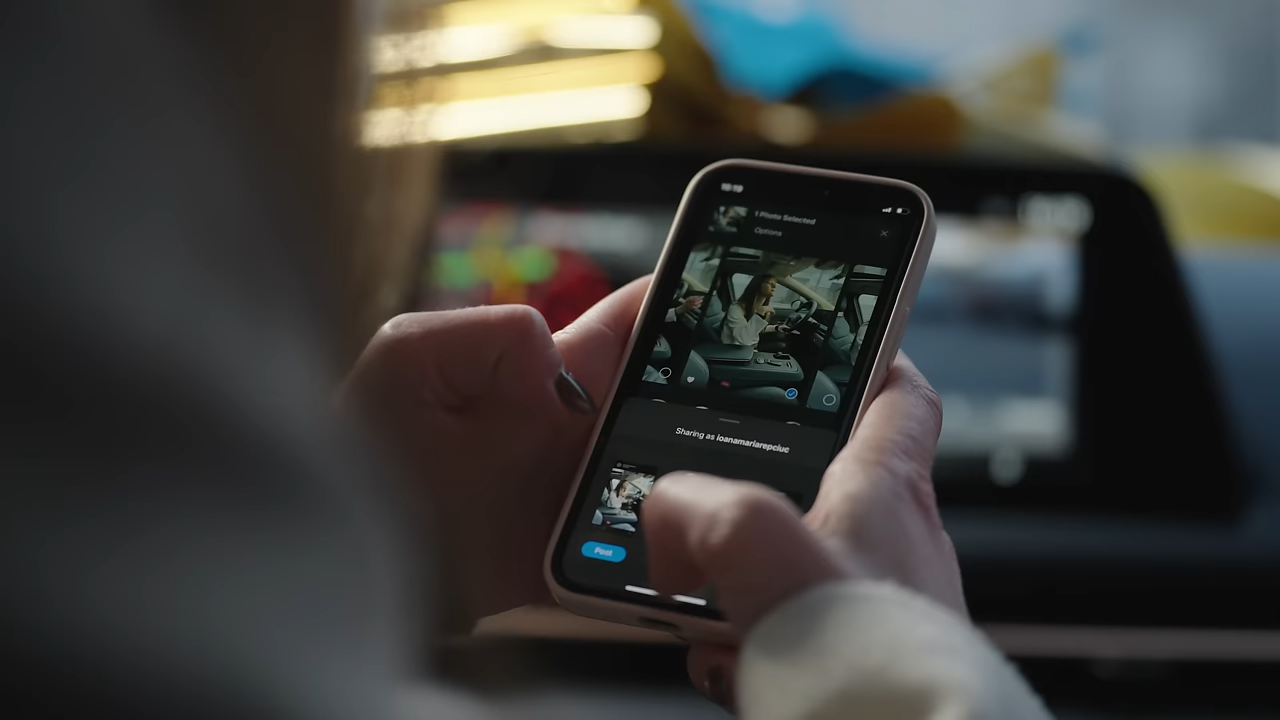 1 Photo Selected
Options
Sharing as ioanamariarepciuc
Post